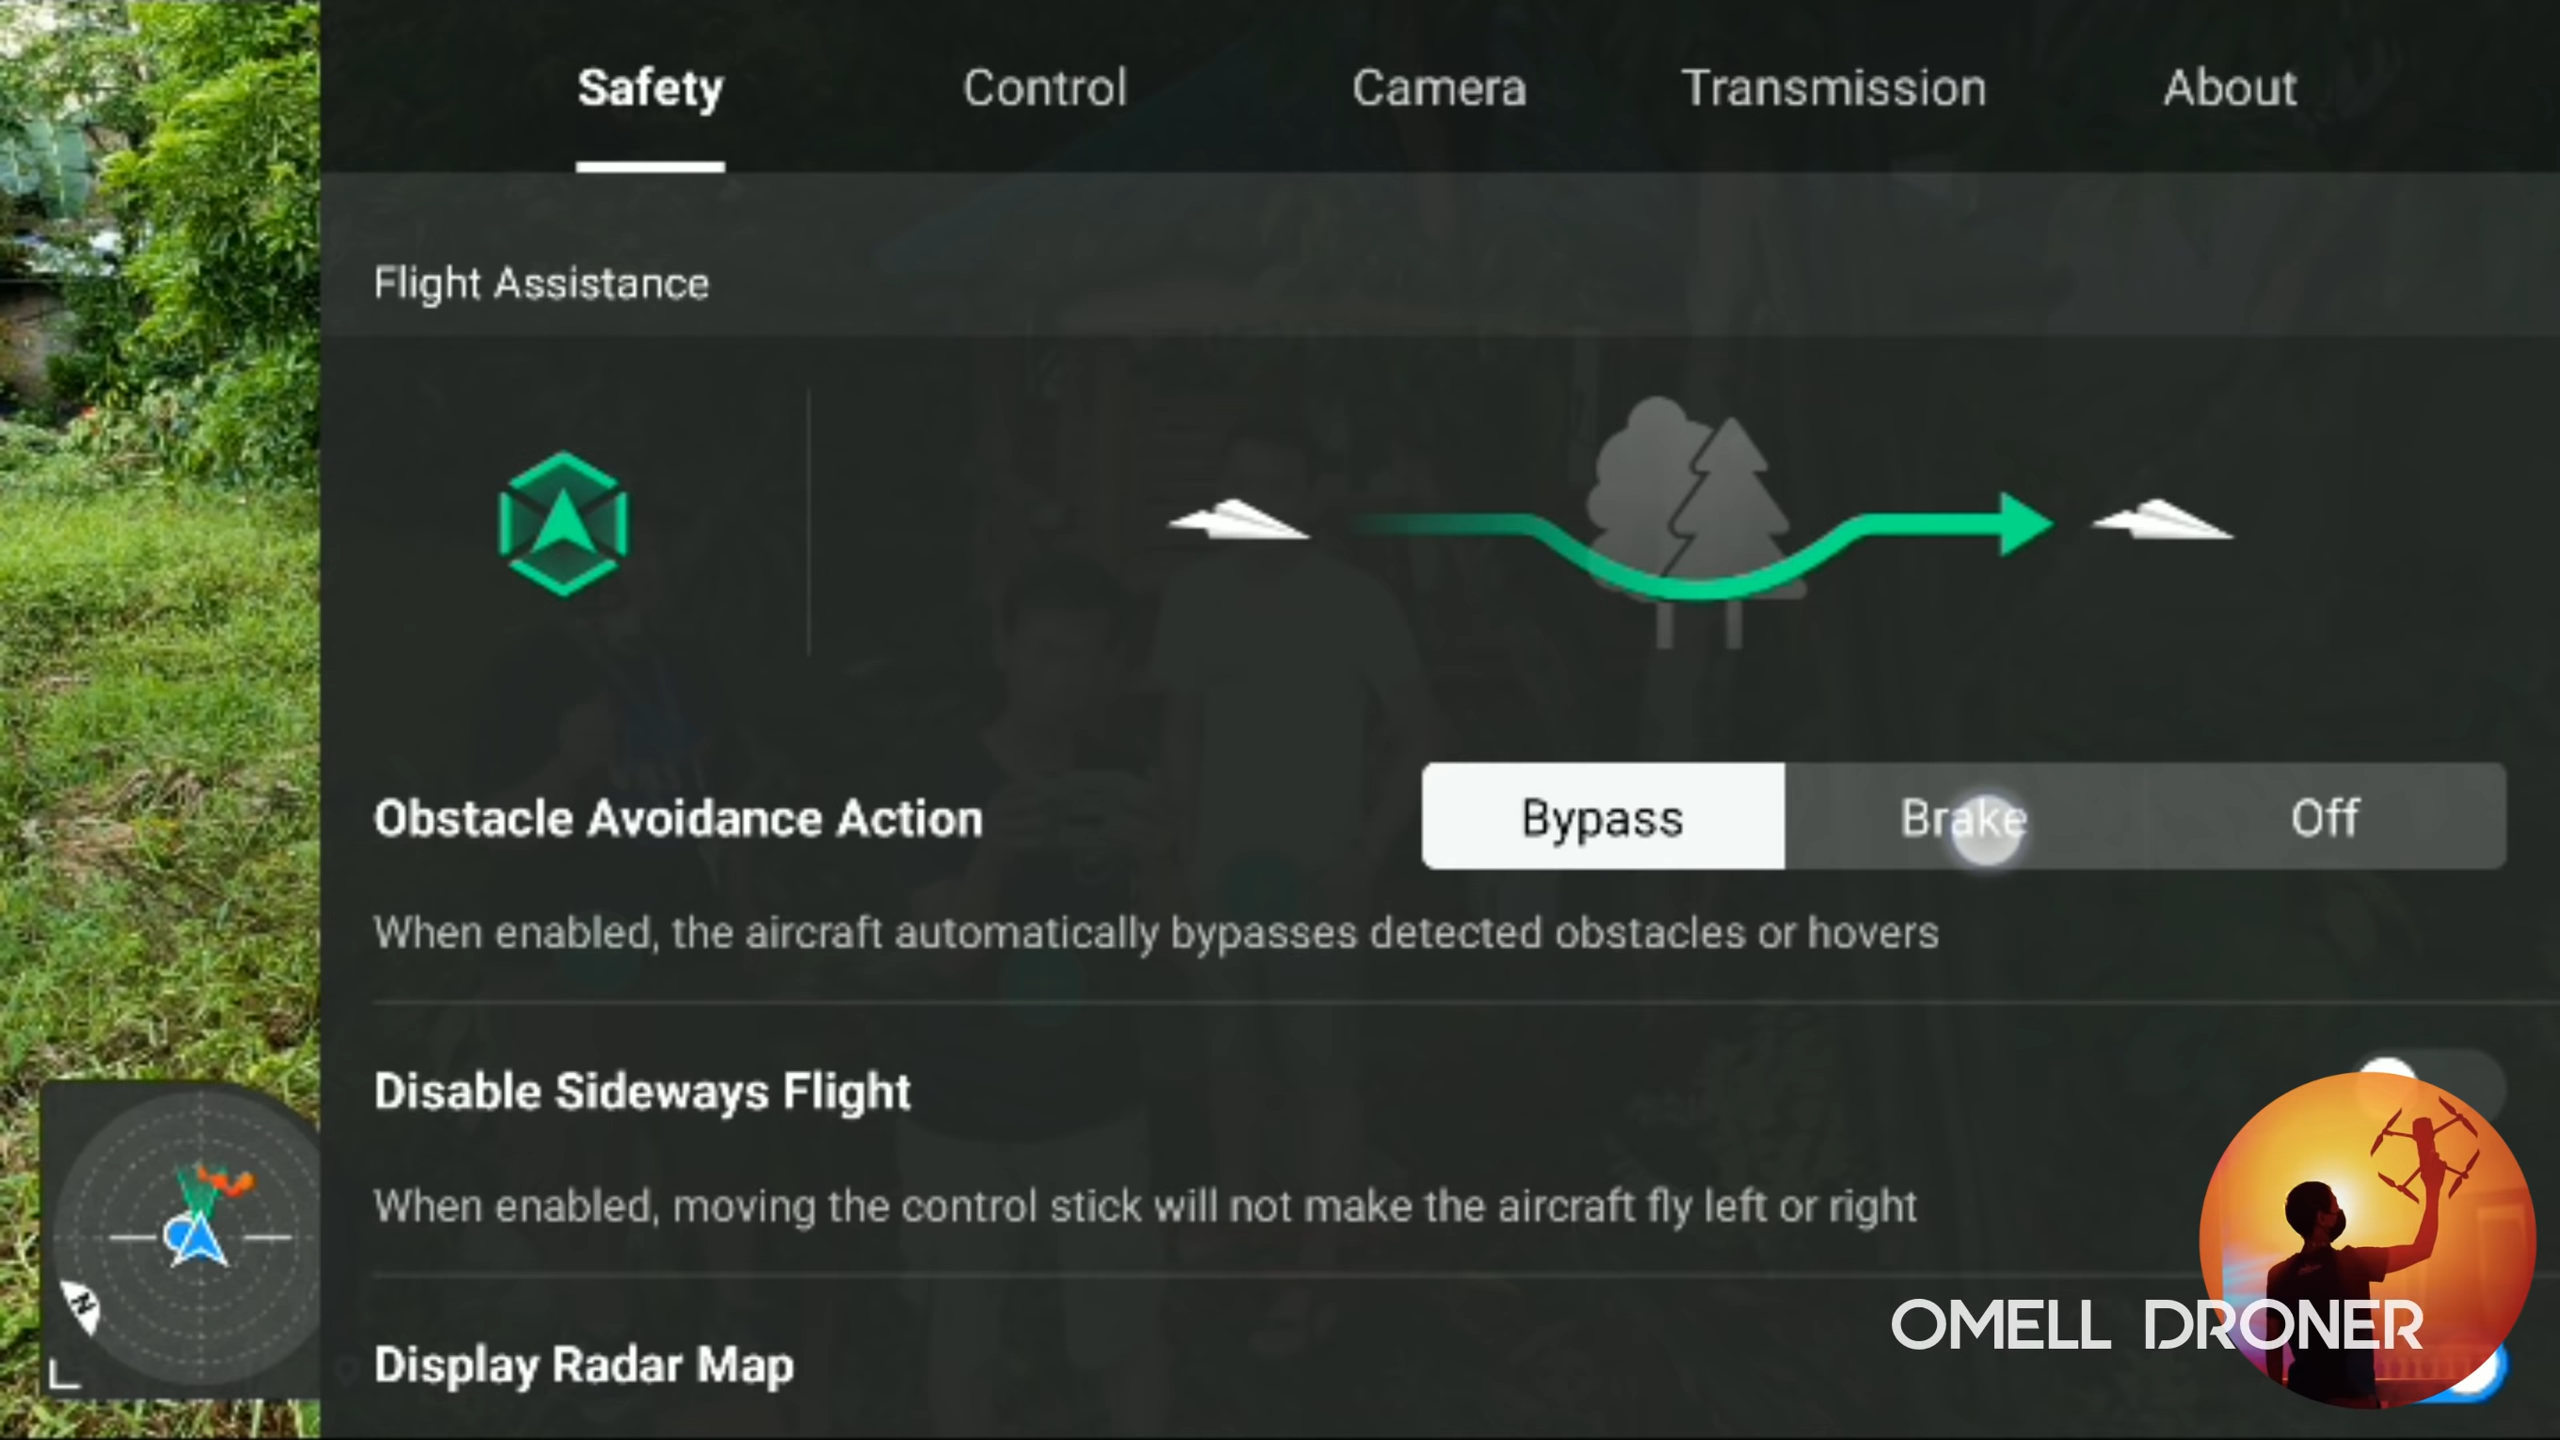 Safety Control Camera Transmission About
Flight Assistance
Obstacle Avoidance Action Bypass Brake Off
When enabled, the aircraft automatically bypasses detected obstacles or hovers
Disable Sideways Flight
When enabled, moving the control stick will not make the aircraft fly left or right
N
Display Radar Map
OMELL DRONER